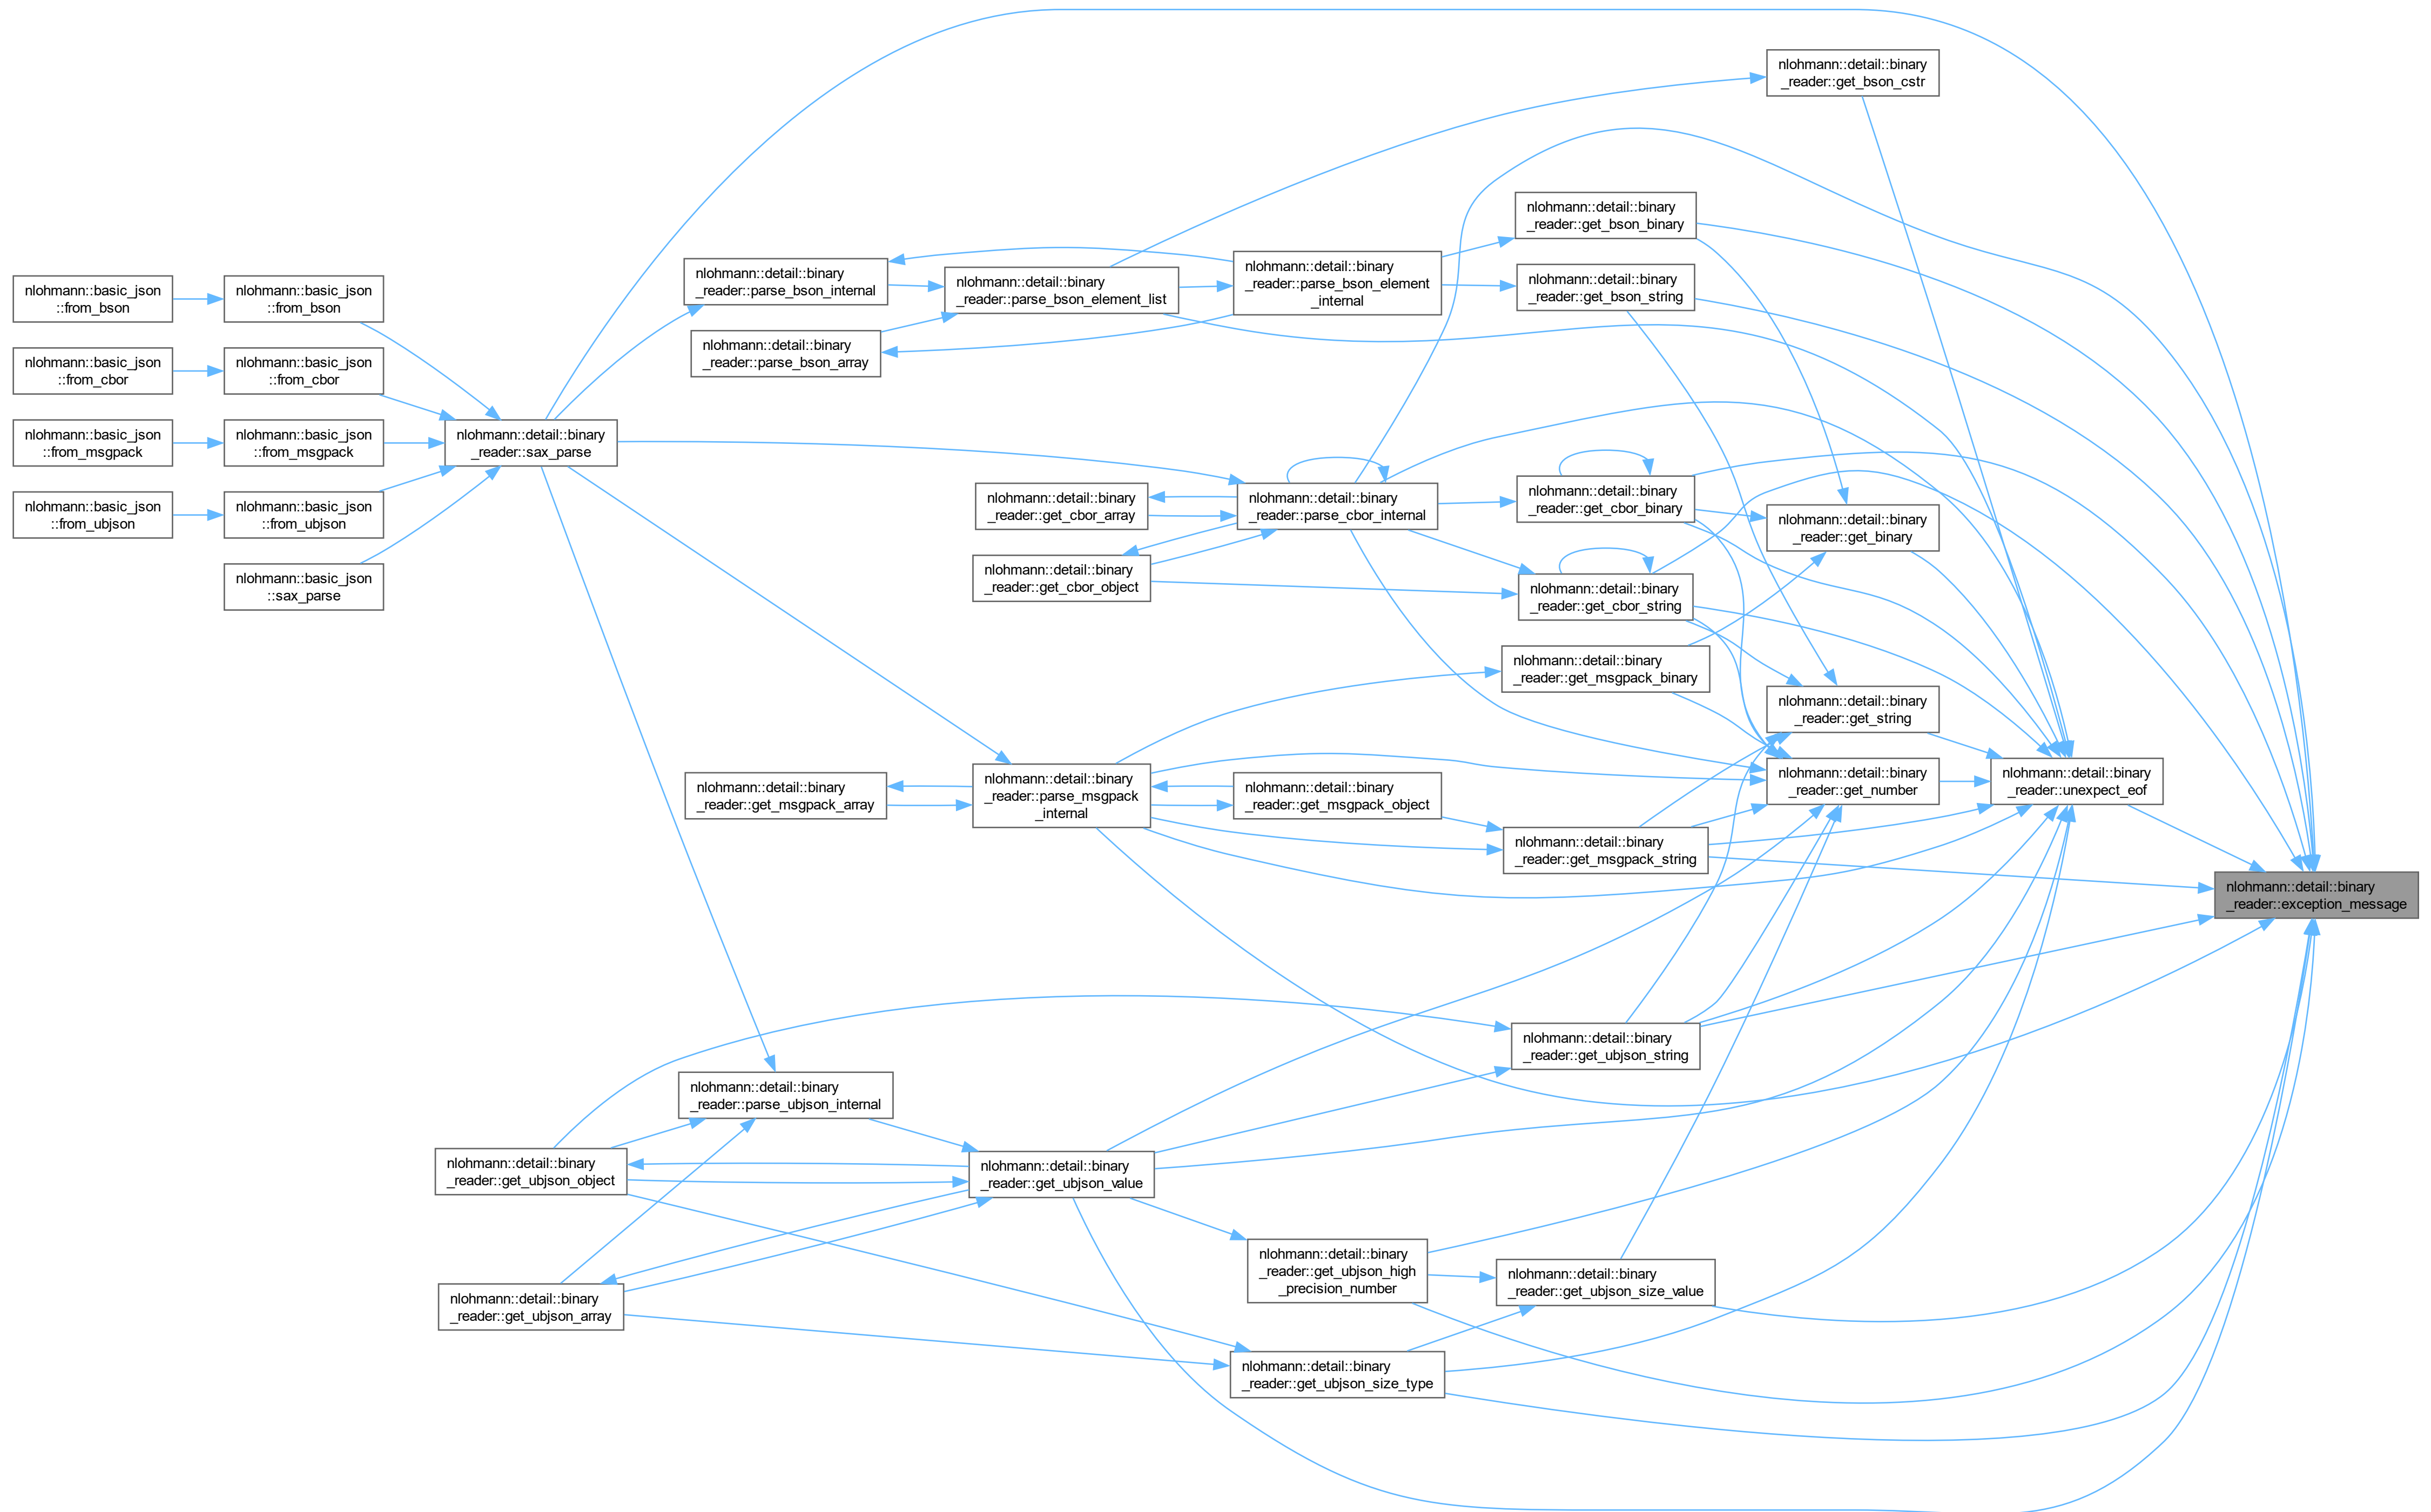 nlohmann::detail::binary
_reader::get_bson_cstr
nlohmann::detail::binary
_reader::get_bson_binary
nlohmann::detail::binary
_reader::parse_bson_element
_internal
nlohmann::detail::binary
_reader::parse_bson_internal
nlohmann::detail::binary
_reader::parse_bson_element_list
nlohmann::detail::binary
_reader::get_bson_string
nlohmann::basic_json
::from_bson
nlohmann::basic_json
::from_bson
nlohmann::detail::binary
_reader::parse_bson_array
nlohmann::basic_json
::from_cbor
nlohmann::basic_json
::from_cbor
nlohmann::basic_json
::from_msgpack
nlohmann::basic_json
::from_msgpack
nlohmann::detail::binary
_reader::sax_parse
nlohmann::basic_json
::from_ubjson
nlohmann::basic_json
::from_ubjson
nlohmann::detail::binary
_reader::get_cbor_array
nlohmann::detail::binary
_reader::parse_cbor_internal
nlohmann::detail::binary
_reader::get_cbor_binary
nlohmann::detail::binary
_reader::get_binary
nlohmann::basic_json
::sax_parse
nlohmann::detail::binary
_reader::get_cbor_object
nlohmann::detail::binary
_reader::get_cbor_string
nlohmann::detail::binary
_reader::get_msgpack_binary
nlohmann::detail::binary
_reader::get_string
nlohmann::detail::binary
_reader::get_msgpack_array
nlohmann::detail::binary
_reader::parse_msgpack
_internal
nlohmann::detail::binary
_reader::get_msgpack_object
nlohmann::detail::binary
_reader::get_number
nlohmann::detail::binary
_reader::unexpect_eof
nlohmann::detail::binary
_reader::get_msgpack_string
nlohmann::detail::binary
_reader::exception_message
nlohmann::detail::binary
_reader::get_ubjson_string
nlohmann::detail::binary
_reader::parse_ubjson_internal
nlohmann::detail::binary
_reader::get_ubjson_object
nlohmann::detail::binary
_reader::get_ubjson_value
nlohmann::detail::binary
_reader::get_ubjson_high
_precision_number
nlohmann::detail::binary
_reader::get_ubjson_size_value
nlohmann::detail::binary
_reader::get_ubjson_array
nlohmann::detail::binary
_reader::get_ubjson_size_type